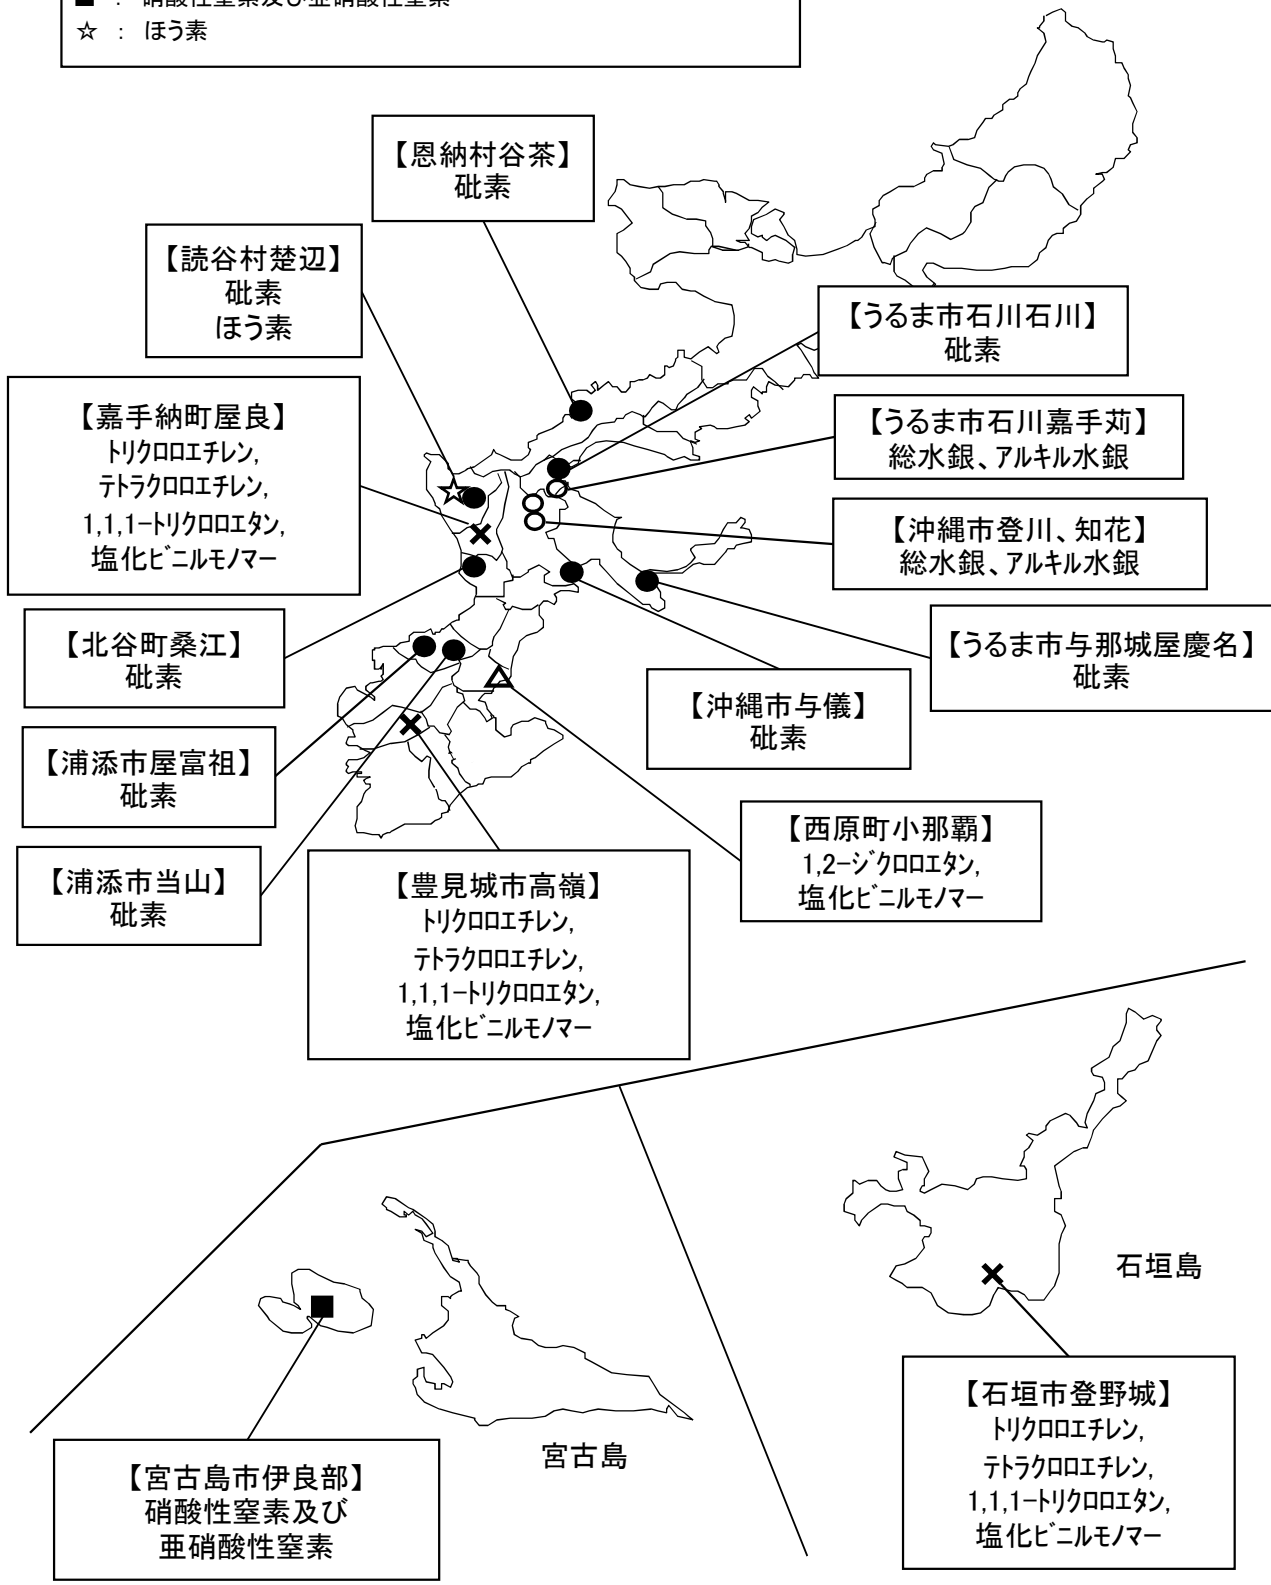 ■ : 硝酸性窒素及び亜硝酸性窒素
☆ : ほう素
【恩納村谷茶】
砒素
【読谷村楚辺】
砒素
ほう素
【うるま市石川石川】
砒素
【嘉手納町屋良】
トリクロロエチレン,
テトラクロロエチレン,
1,1,1-トリクロロエタン,
塩化ビニルモノマー
【うるま市石川嘉手苅】
総水銀、アルキル水銀
【沖縄市登川、知花】
総水銀、アルキル水銀
【北谷町桑江】
砒素
【うるま市与那城屋慶名】
砒素
【沖縄市与儀】
砒素
【浦添市屋富祖】
砒素
【西原町小那覇】
1,2-ジクロロエタン,
塩化ビニルモノマー
【浦添市当山】
砒素
【豊見城市高嶺】
トリクロロエチレン,
テトラクロロエチレン,
1,1,1-トリクロロエタン,
塩化ビニルモノマー
石垣島
【石垣市登野城】
トリクロロエチレン,
テトラクロロエチレン,
1,1,1-トリクロロエタン,
塩化ビニルモノマー
宮古島
【宮古島市伊良部】
硝酸性窒素及び
亜硝酸性窒素